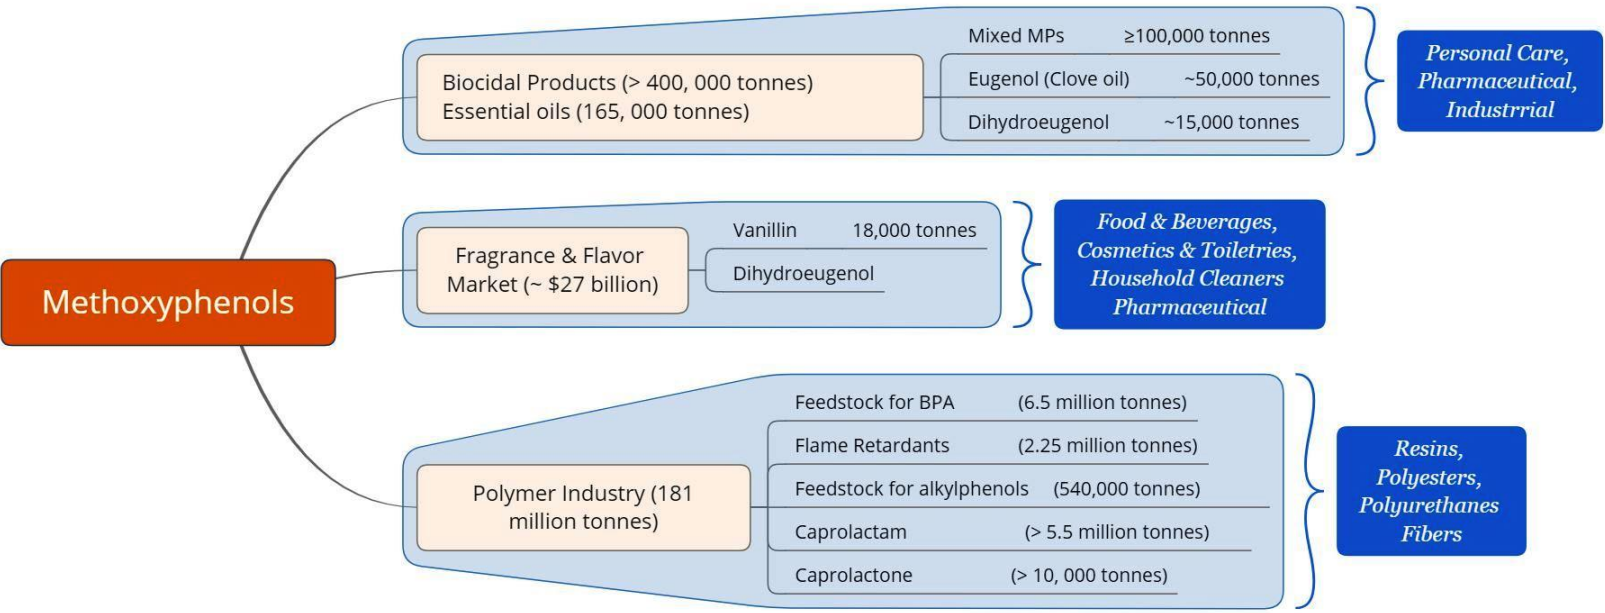 Methoxyphenols
Biocidal Products (> 400, 000 tonnes)
Essential oils (165, 000 tonnes)
Mixed MPs ≥100,000 tonnes
Eugenol (Clove oil) ~50,000 tonnes
Dihydroeugenol ~15,000 tonnes
Personal Care,
Pharmaceutical,
Industrrial
Fragrance & Flavor
Market (~ $27 billion)
Vanillin 18,000 tonnes
Dihydroeugenol
Food & Beverages,
Cosmetics & Toiletries,
Household Cleaners
Pharmaceutical
Polymer Industry (181
million tonnes)
Feedstock for BPA (6.5 million tonnes)
Flame Retardants (2.25 million tonnes)
Feedstock for alkylphenols (540,000 tonnes)
Caprolactam (> 5.5 million tonnes)
Caprolactone (> 10, 000 tonnes)
Resins,
Polyesters,
Polyurethanes
Fibers